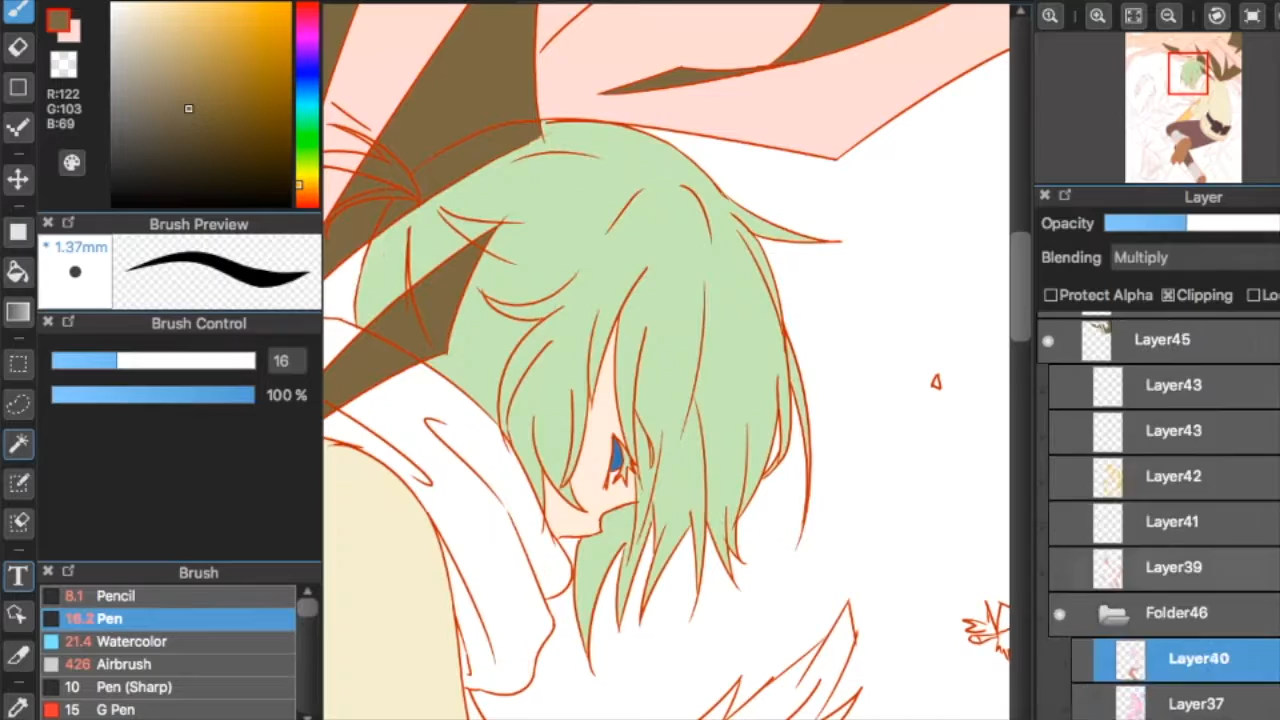 R:122
G:103
B:69
Brush Preview
* 1.37mm
Brush Control
16
100 %
Brush
8.1 Pencil
16.2 Pen
21.4 Watercolor
426 Airbrush
10 Pen (Sharp)
15 G Pen
Layer
Opacity
Blending Multiply
Protect Alpha Clipping Lo
Layer45
Layer43
Layer43
Layer42
Layer41
Layer39
Folder46
Layer40
Layer37